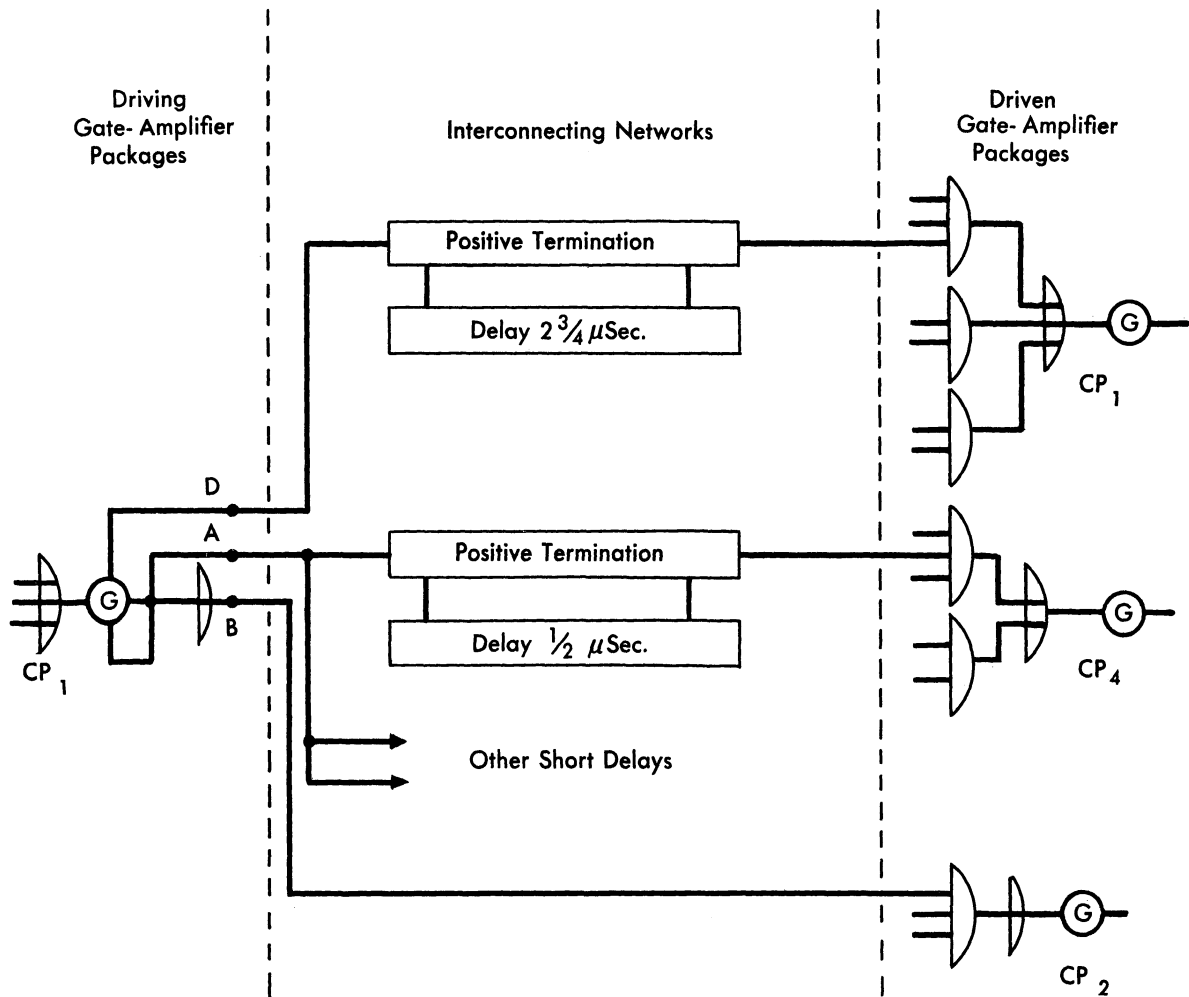 Driving
Gate- Amplifier
Packages
Interconnecting Networks
Driven
Gate- Amplifier
Packages
Positive Termination
Delay 2 ¾ μSec.
G
CP1
D
A
Positive Termination
G
B
Delay ½ μSec.
G
CP1
CP4
Other Short Delays
G
CP2